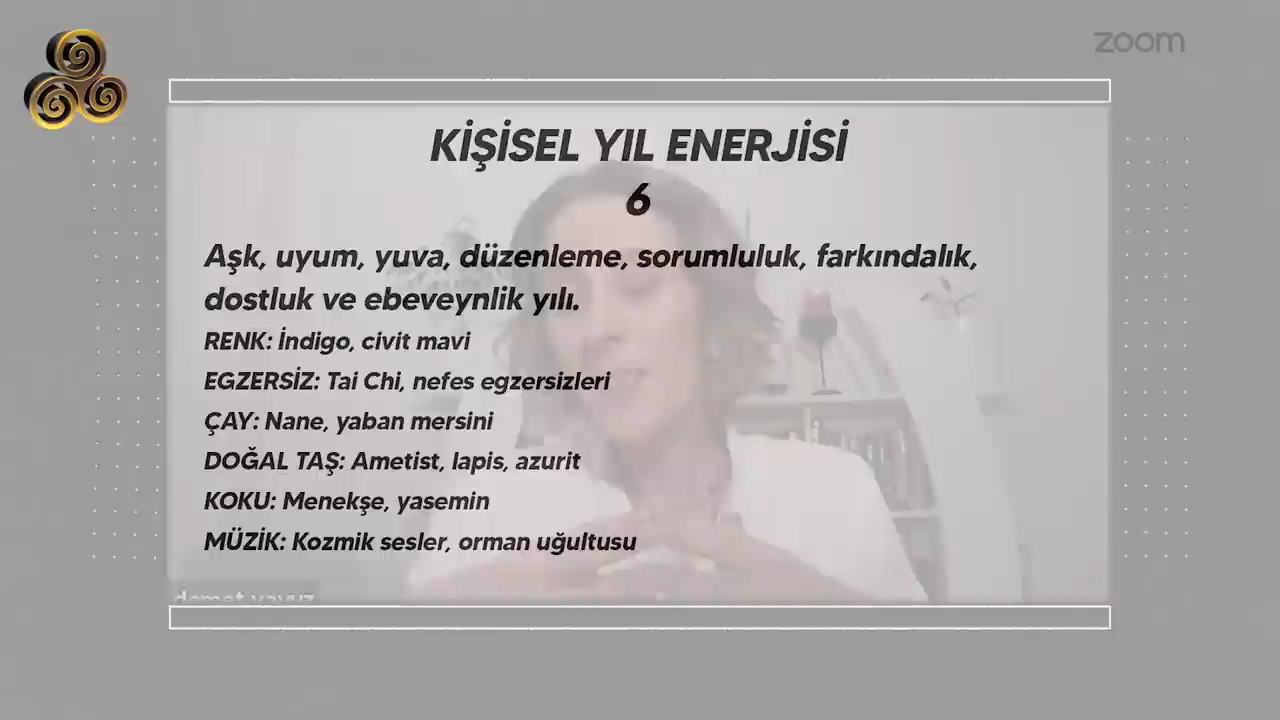 zoom
KİŞİSEL YIL ENERJİSİ
6
Aşk, uyum, yuva, düzenleme, sorumluluk, farkındalık,
dostluk ve ebeveynlik yılı.
RENK: İndigo, civit mavi
EGZERSİZ: Tai Chi, nefes egzersizleri
ÇAY: Nane, yaban mersini
DOĞAL TAŞ: Ametist, lapis, azurit
KOKU: Menekşe, yasemin
MÜZİK: Kozmik sesler, orman uğultusu
demet yavuz